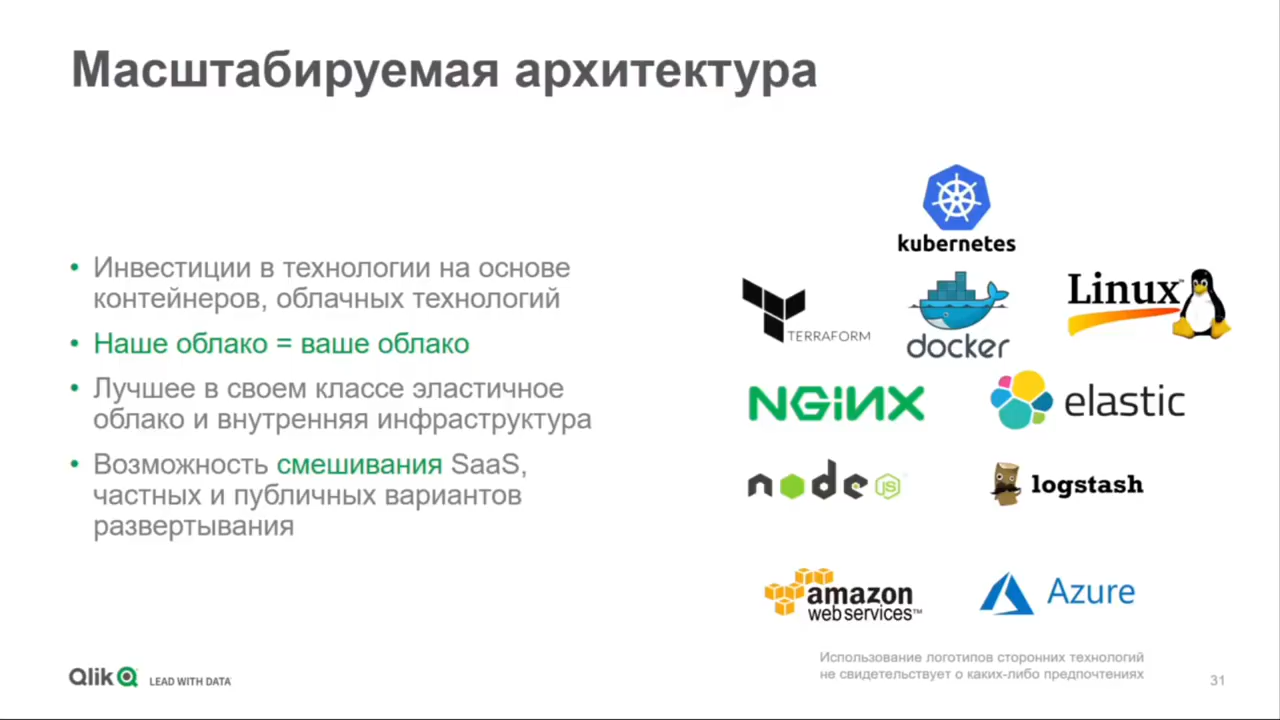 Масштабируемая архитектура
• Инвестиции в технологии на основе
контейнеров, облачных технологий
• Наше облако = ваше облако
• Лучшее в своем классе эластичное
облако и внутренняя инфраструктура
• Возможность смешивания SaaS,
частных и публичных вариантов
развертывания
kubernetes
TERRAFORM
docker
Linux
NGiNX
elastic
node JS
logstash
amazon
web services™
Azure
Использование логотипов сторонних технологий
не свидетельствует о каких-либо предпочтениях
Qlik LEAD WITH DATA
31